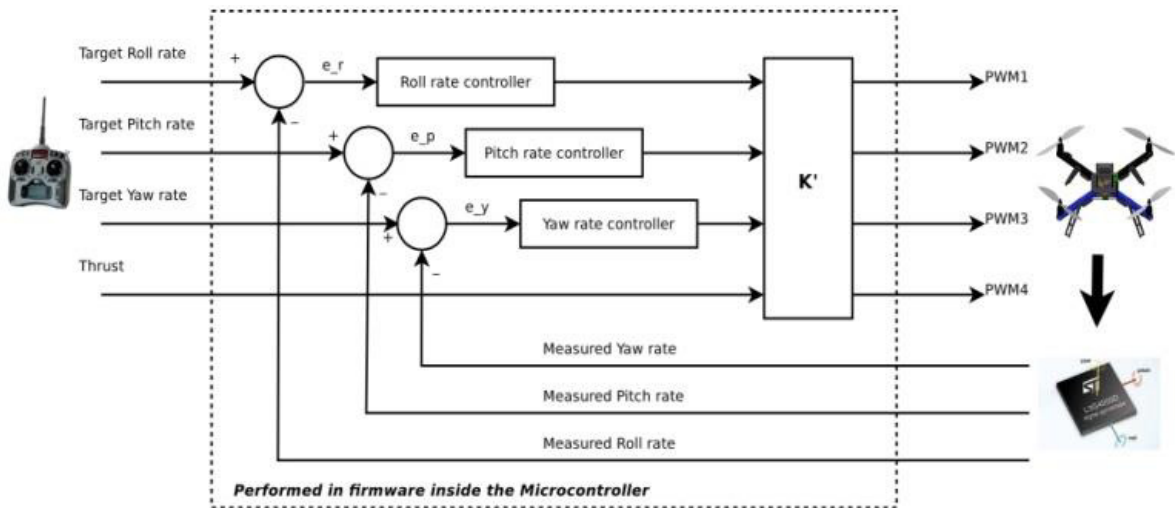 Target Roll rate
+
e_r
Roll rate controller
PWM1
−
Target Pitch rate
+
e_p
Pitch rate controller
PWM2
K'
−
Target Yaw rate
+
e_y
Yaw rate controller
PWM3
−
Thrust
PWM4
Measured Yaw rate
Measured Pitch rate
Measured Roll rate
Performed in firmware inside the Microcontroller